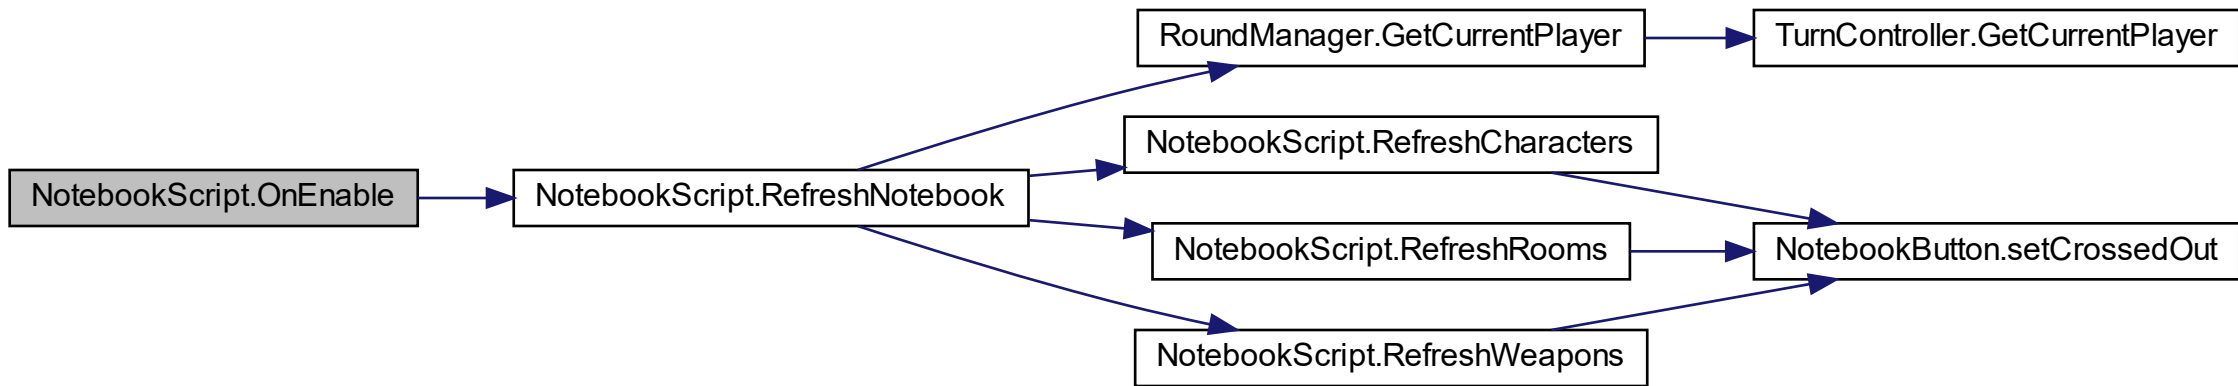 NotebookScript.OnEnable
NotebookScript.RefreshNotebook
RoundManager.GetCurrentPlayer
TurnController.GetCurrentPlayer
NotebookScript.RefreshCharacters
NotebookScript.RefreshRooms
NotebookButton.setCrossedOut
NotebookScript.RefreshWeapons